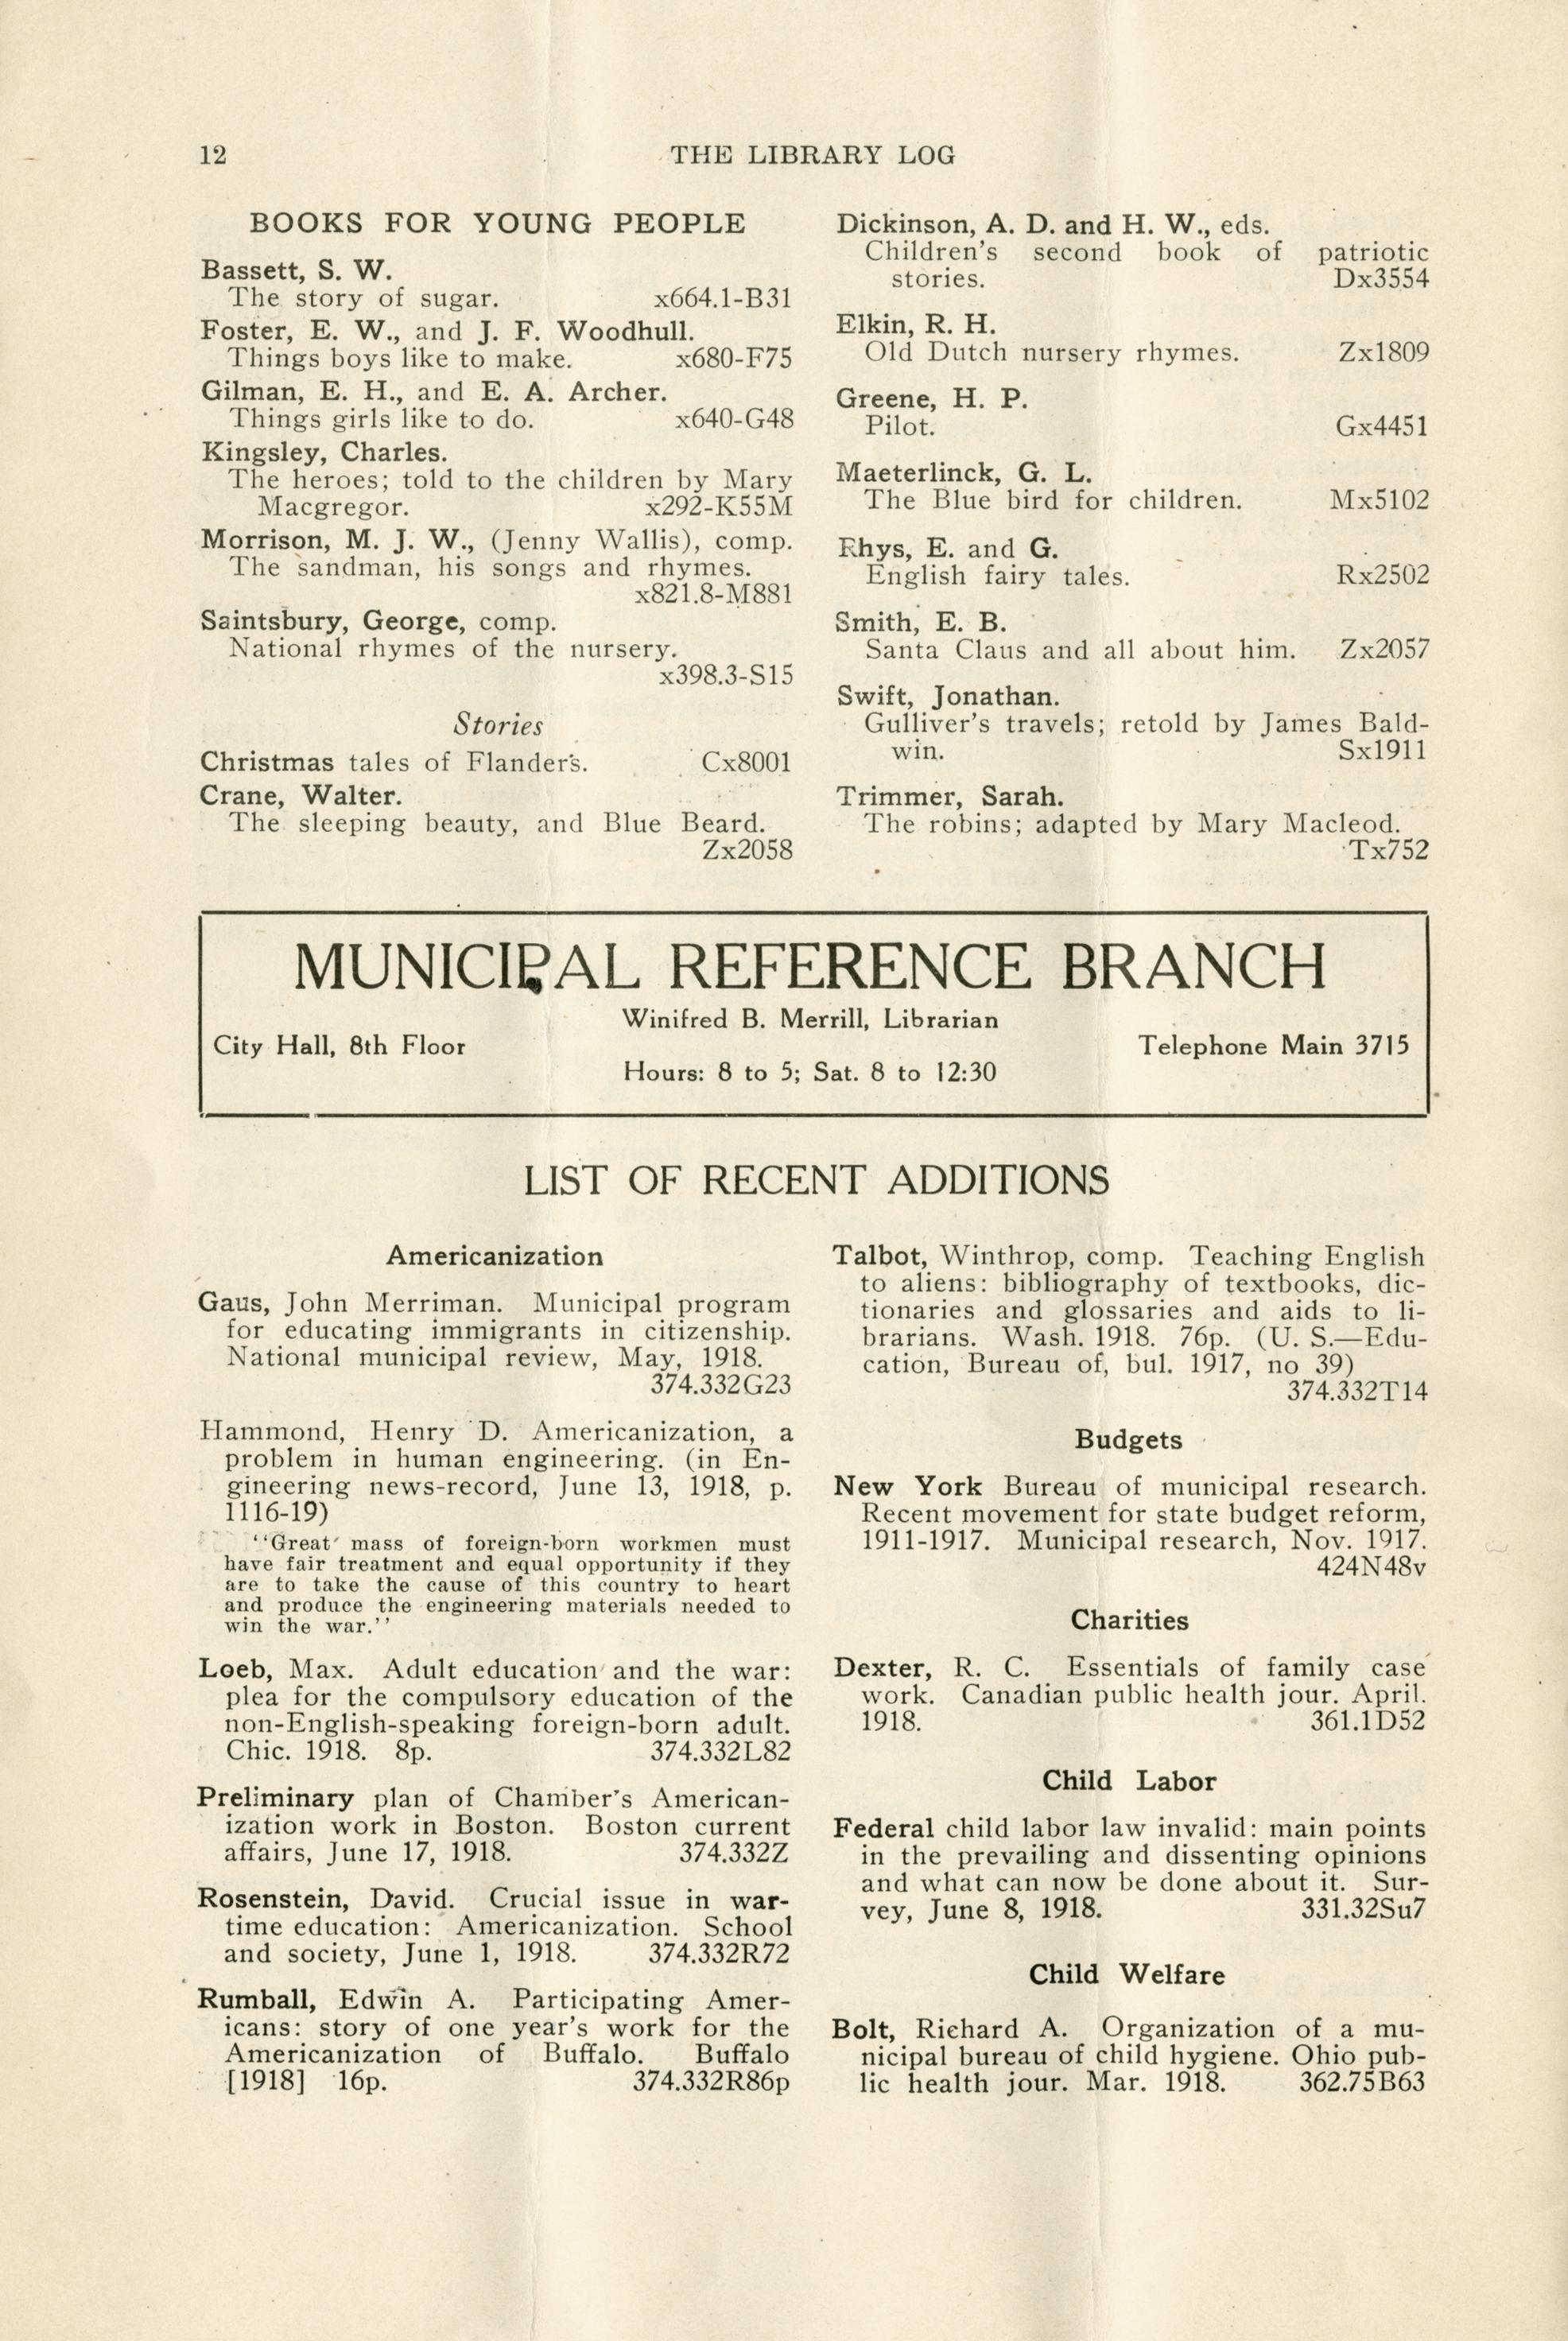 12
THE LIBRARY LOG
BOOKS FOR YOUNG PEOPLE
Bassett, S. W.
The story of sugar. x664.1-B31
Foster, E. W., and J. F. Woodhull.
Things boys like to make. x680-F75
Gilman, E. H., and E. A. Archer.
Things girls like to do. x640-G48
Kingsley, Charles.
The heroes; told to the children by Mary
Macgregor. x292-K55M
Morrison, M. J. W., (Jenny Wallis), comp.
The sandman, his songs and rhymes.
x821.8-M881
Saintsbury, George, comp.
National rhymes of the nursery.
x398.3-S15
Stories
Christmas tales of Flanders. Cx8001
Crane, Walter.
The sleeping beauty, and Blue Beard.
Zx2058
Dickinson, A. D. and H. W., eds.
Children's second book of patriotic
stories. Dx3554
Elkin, R. H.
Old Dutch nursery rhymes. Zx1809
Greene, H. P.
Pilot. Gx4451
Maeterlinck, G. L.
The Blue bird for children. Mx5102
Rhys, E. and G.
English fairy tales. Rx2502
Smith, E. B.
Santa Claus and all about him. Zx2057
Swift, Jonathan.
Gulliver's travels; retold by James Bald-
win. Sx1911
Trimmer, Sarah.
The robins; adapted by Mary Macleod.
Tx752
MUNICIPAL REFERENCE BRANCH
Winifred B. Merrill, Librarian
City Hall, 8th Floor
Telephone Main 3715
Hours: 8 to 5; Sat. 8 to 12:30
LIST OF RECENT ADDITIONS
Americanization
Gaus, John Merriman. Municipal program
for educating immigrants in citizenship.
National municipal review, May, 1918.
374.332G23
Hammond, Henry D. Americanization, a
problem in human engineering. (in En-
gineering news-record, June 13, 1918, p.
1116-19)
''Great mass of foreign-born workmen must
have fair treatment and equal opportunity if they
are to take the cause of this country to heart
and produce the engineering materials needed to
win the war.''
Loeb, Max. Adult education and the war:
plea for the compulsory education of the
non-English-speaking foreign-born adult.
Chic. 1918. 8p. 374.332L82
Preliminary plan of Chamber's American-
ization work in Boston. Boston current
affairs, June 17, 1918. 374.332Z
Rosenstein, David. Crucial issue in war-
time education: Americanization. School
and society, June 1, 1918. 374.332R72
Rumball, Edwin A. Participating Amer-
icans: story of one year's work for the
Americanization of Buffalo. Buffalo
[1918] 16p. 374.332R86p
Talbot, Winthrop, comp. Teaching English
to aliens: bibliography of textbooks, dic-
tionaries and glossaries and aids to li-
brarians. Wash. 1918. 76p. (U. S.—Edu-
cation, Bureau of, bul. 1917, no 39)
374.332T14
Budgets
New York Bureau of municipal research.
Recent movement for state budget reform,
1911-1917. Municipal research, Nov. 1917.
424N48v
Charities
Dexter, R. C. Essentials of family case
work. Canadian public health jour. April.
1918. 361.1D52
Child Labor
Federal child labor law invalid: main points
in the prevailing and dissenting opinions
and what can now be done about it. Sur-
vey, June 8, 1918. 331.32Su7
Child Welfare
Bolt, Richard A. Organization of a mu-
nicipal bureau of child hygiene. Ohio pub-
lic health jour. Mar. 1918. 362.75B63